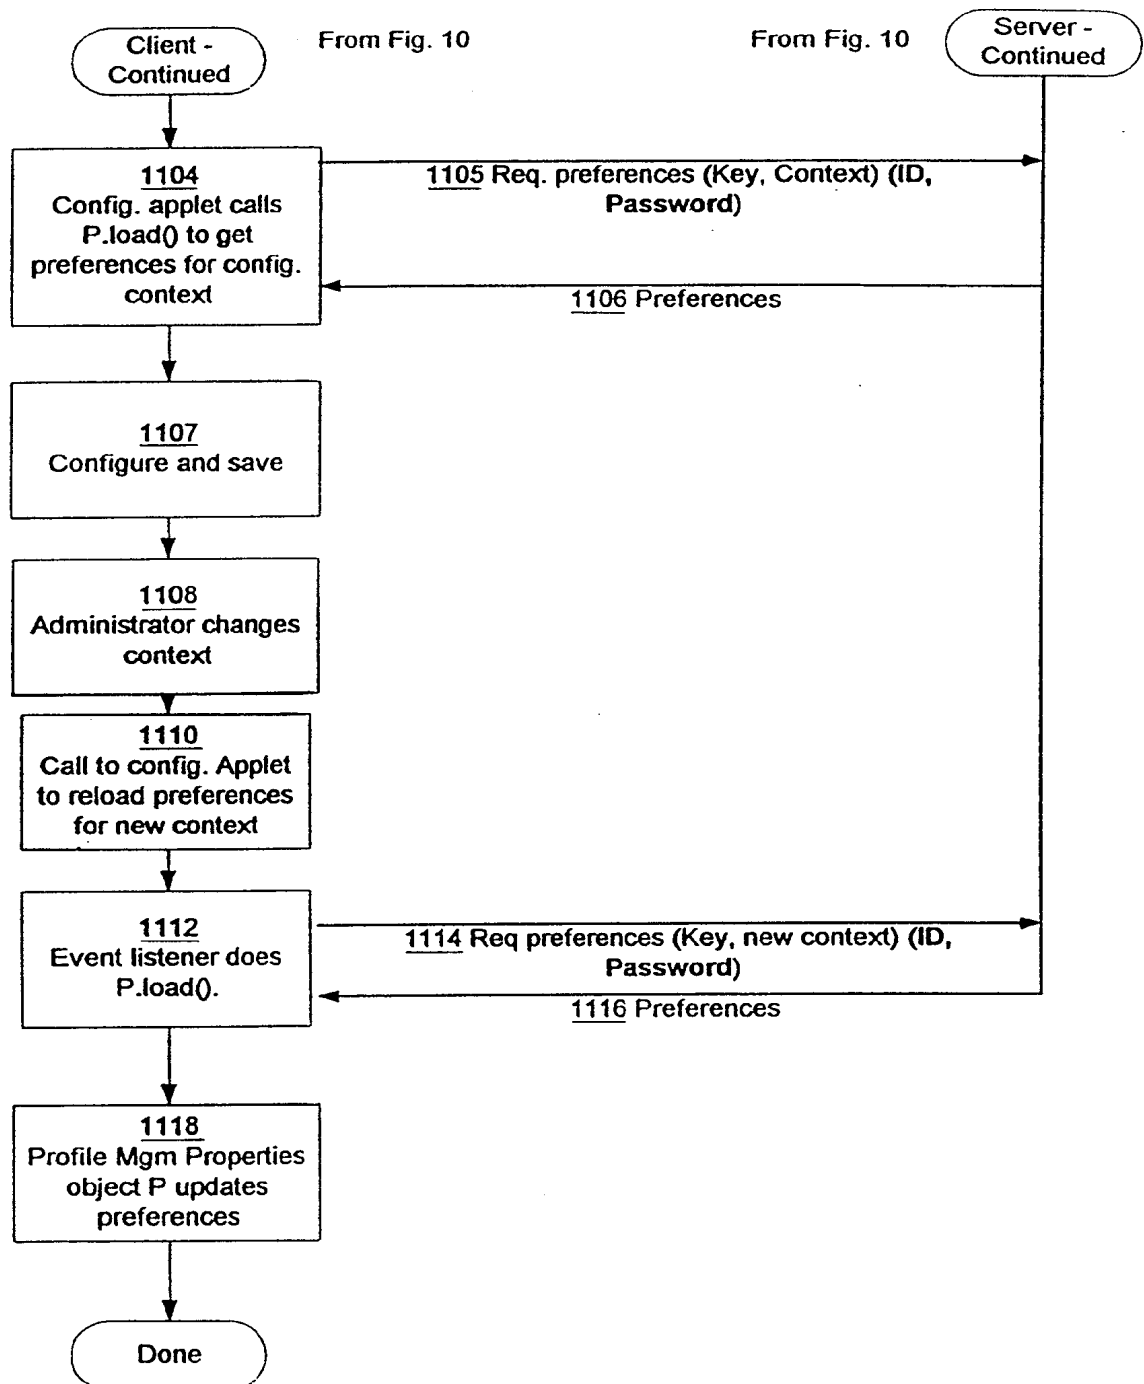 Client -
Continued
From Fig. 10
From Fig. 10
Server -
Continued
1104
Config. applet calls
P.load() to get
preferences for config.
context
1105 Req. preferences (Key, Context) (ID,
Password)
1106 Preferences
1107
Configure and save
1108
Administrator changes
context
1110
Call to config. Applet
to reload preferences
for new context
1112
Event listener does
P.load().
1114 Req preferences (Key, new context) (ID,
Password)
1116 Preferences
1118
Profile Mgm Properties
object P updates
preferences
Done